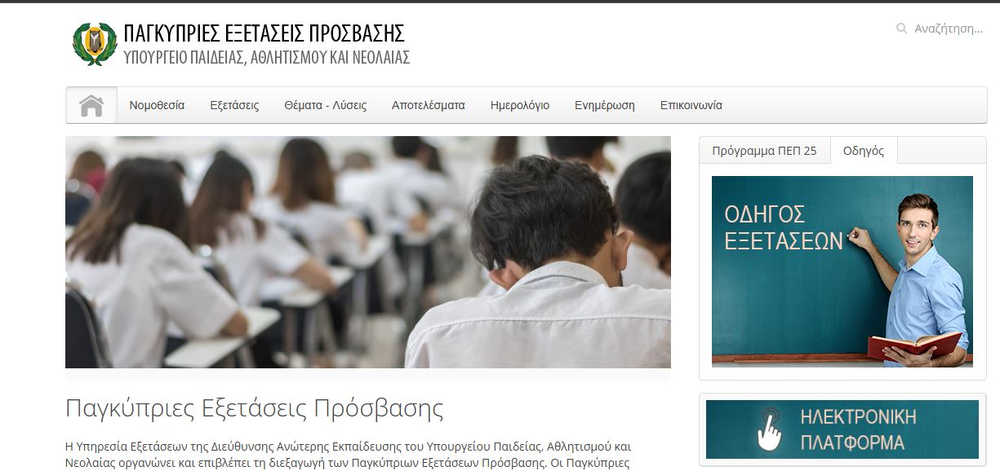 ΠΑΓΚΥΠΡΙΕΣ ΕΞΕΤΑΣΕΙΣ ΠΡΟΣΒΑΣΗΣ
ΥΠΟΥΡΓΕΙΟ ΠΑΙΔΕΙΑΣ, ΑΘΛΗΤΙΣΜΟΥ ΚΑΙ ΝΕΟΛΑΙΑΣ
Αναζήτηση...
Νομοθεσία Εξετάσεις Θέματα - Λύσεις Αποτελέσματα Ημερολόγιο Ενημέρωση Επικοινωνία
Πρόγραμμα ΠΕΠ 25 Οδηγός
ΟΔΗΓΟΣ
ΕΞΕΤΑΣΕΩΝ
ΗΛΕΚΤΡΟΝΙΚΗ
ΠΛΑΤΦΟΡΜΑ
Παγκύπριες Εξετάσεις Πρόσβασης
Η Υπηρεσία Εξετάσεων της Διεύθυνσης Ανώτερης Εκπαίδευσης του Υπουργείου Παιδείας, Αθλητισμού και
Νεολαίας οργανώνει και επιβλέπει τη διεξαγωγή των Παγκύπριων Εξετάσεων Πρόσβασης. Οι Παγκύπριες